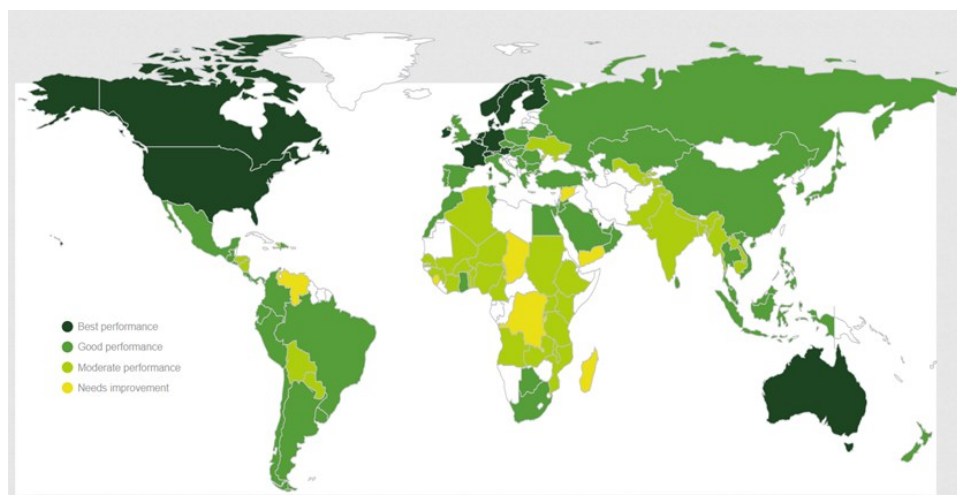 Best performance
Good performance
Moderate performance
Needs improvement